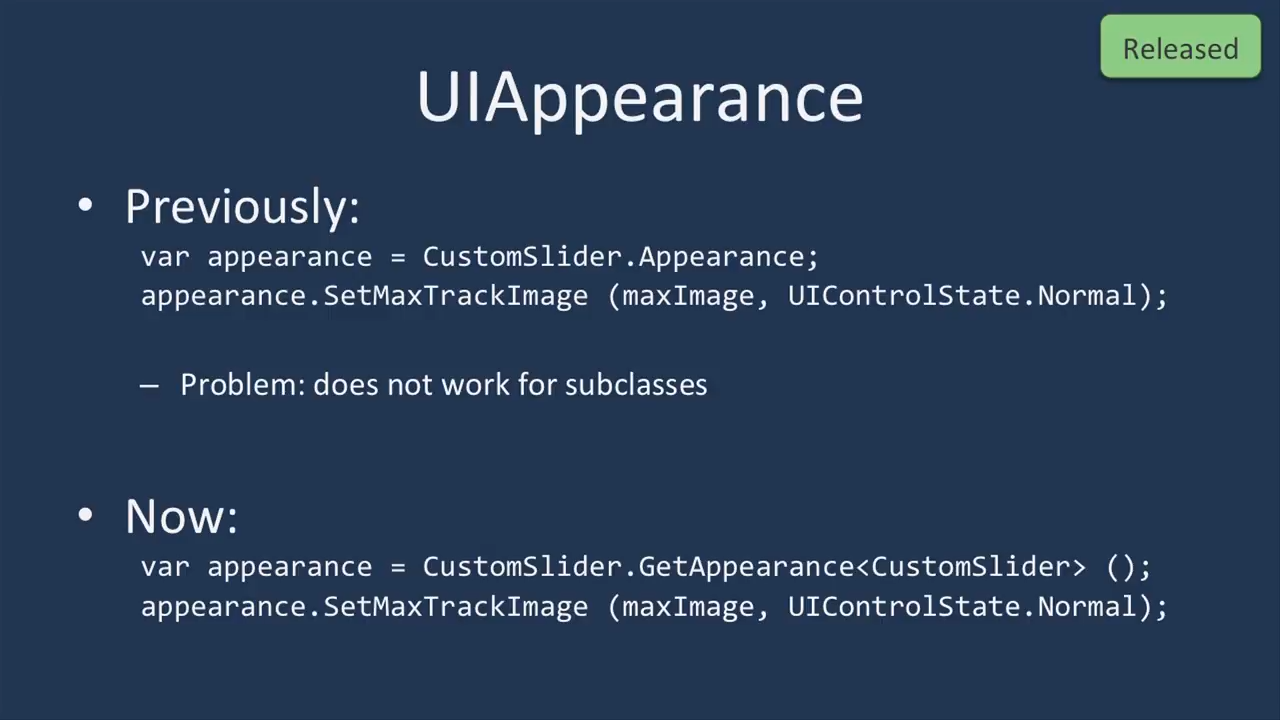 Released
UIAppearance
• Previously:
var appearance = CustomSlider.Appearance;
appearance.SetMaxTrackImage (maxImage, UIControlState.Normal);
– Problem: does not work for subclasses
• Now:
var appearance = CustomSlider.GetAppearance<CustomSlider> ();
appearance.SetMaxTrackImage (maxImage, UIControlState.Normal);